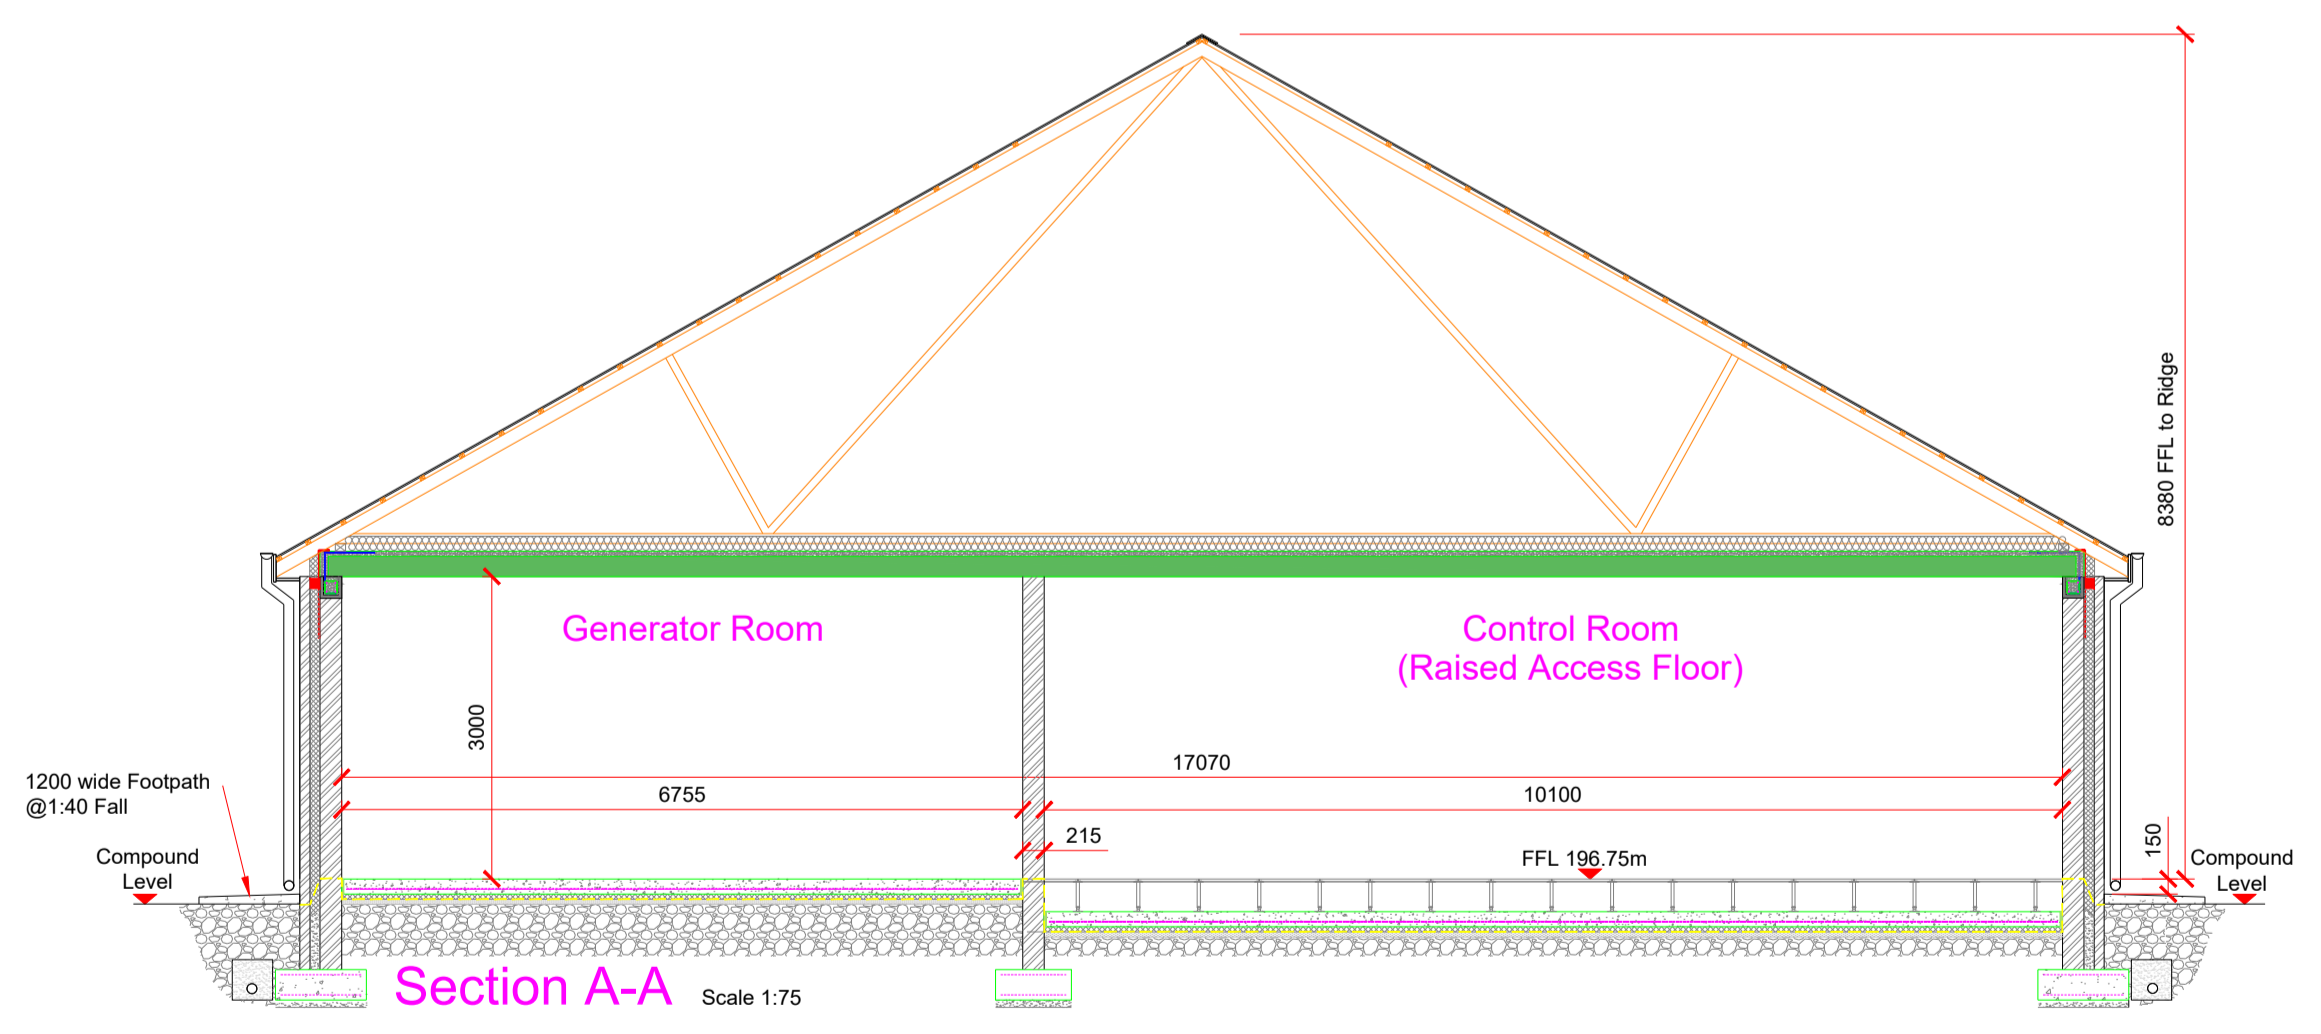 8380 FFL to Ridge
Generator Room
Control Room
(Raised Access Floor)
3000
17070
1200 wide Footpath
@1:40 Fall
6755
10100
215
150
Compound
Level
FFL 196.75m
Compound
Level
Section A-A
Scale 1:75